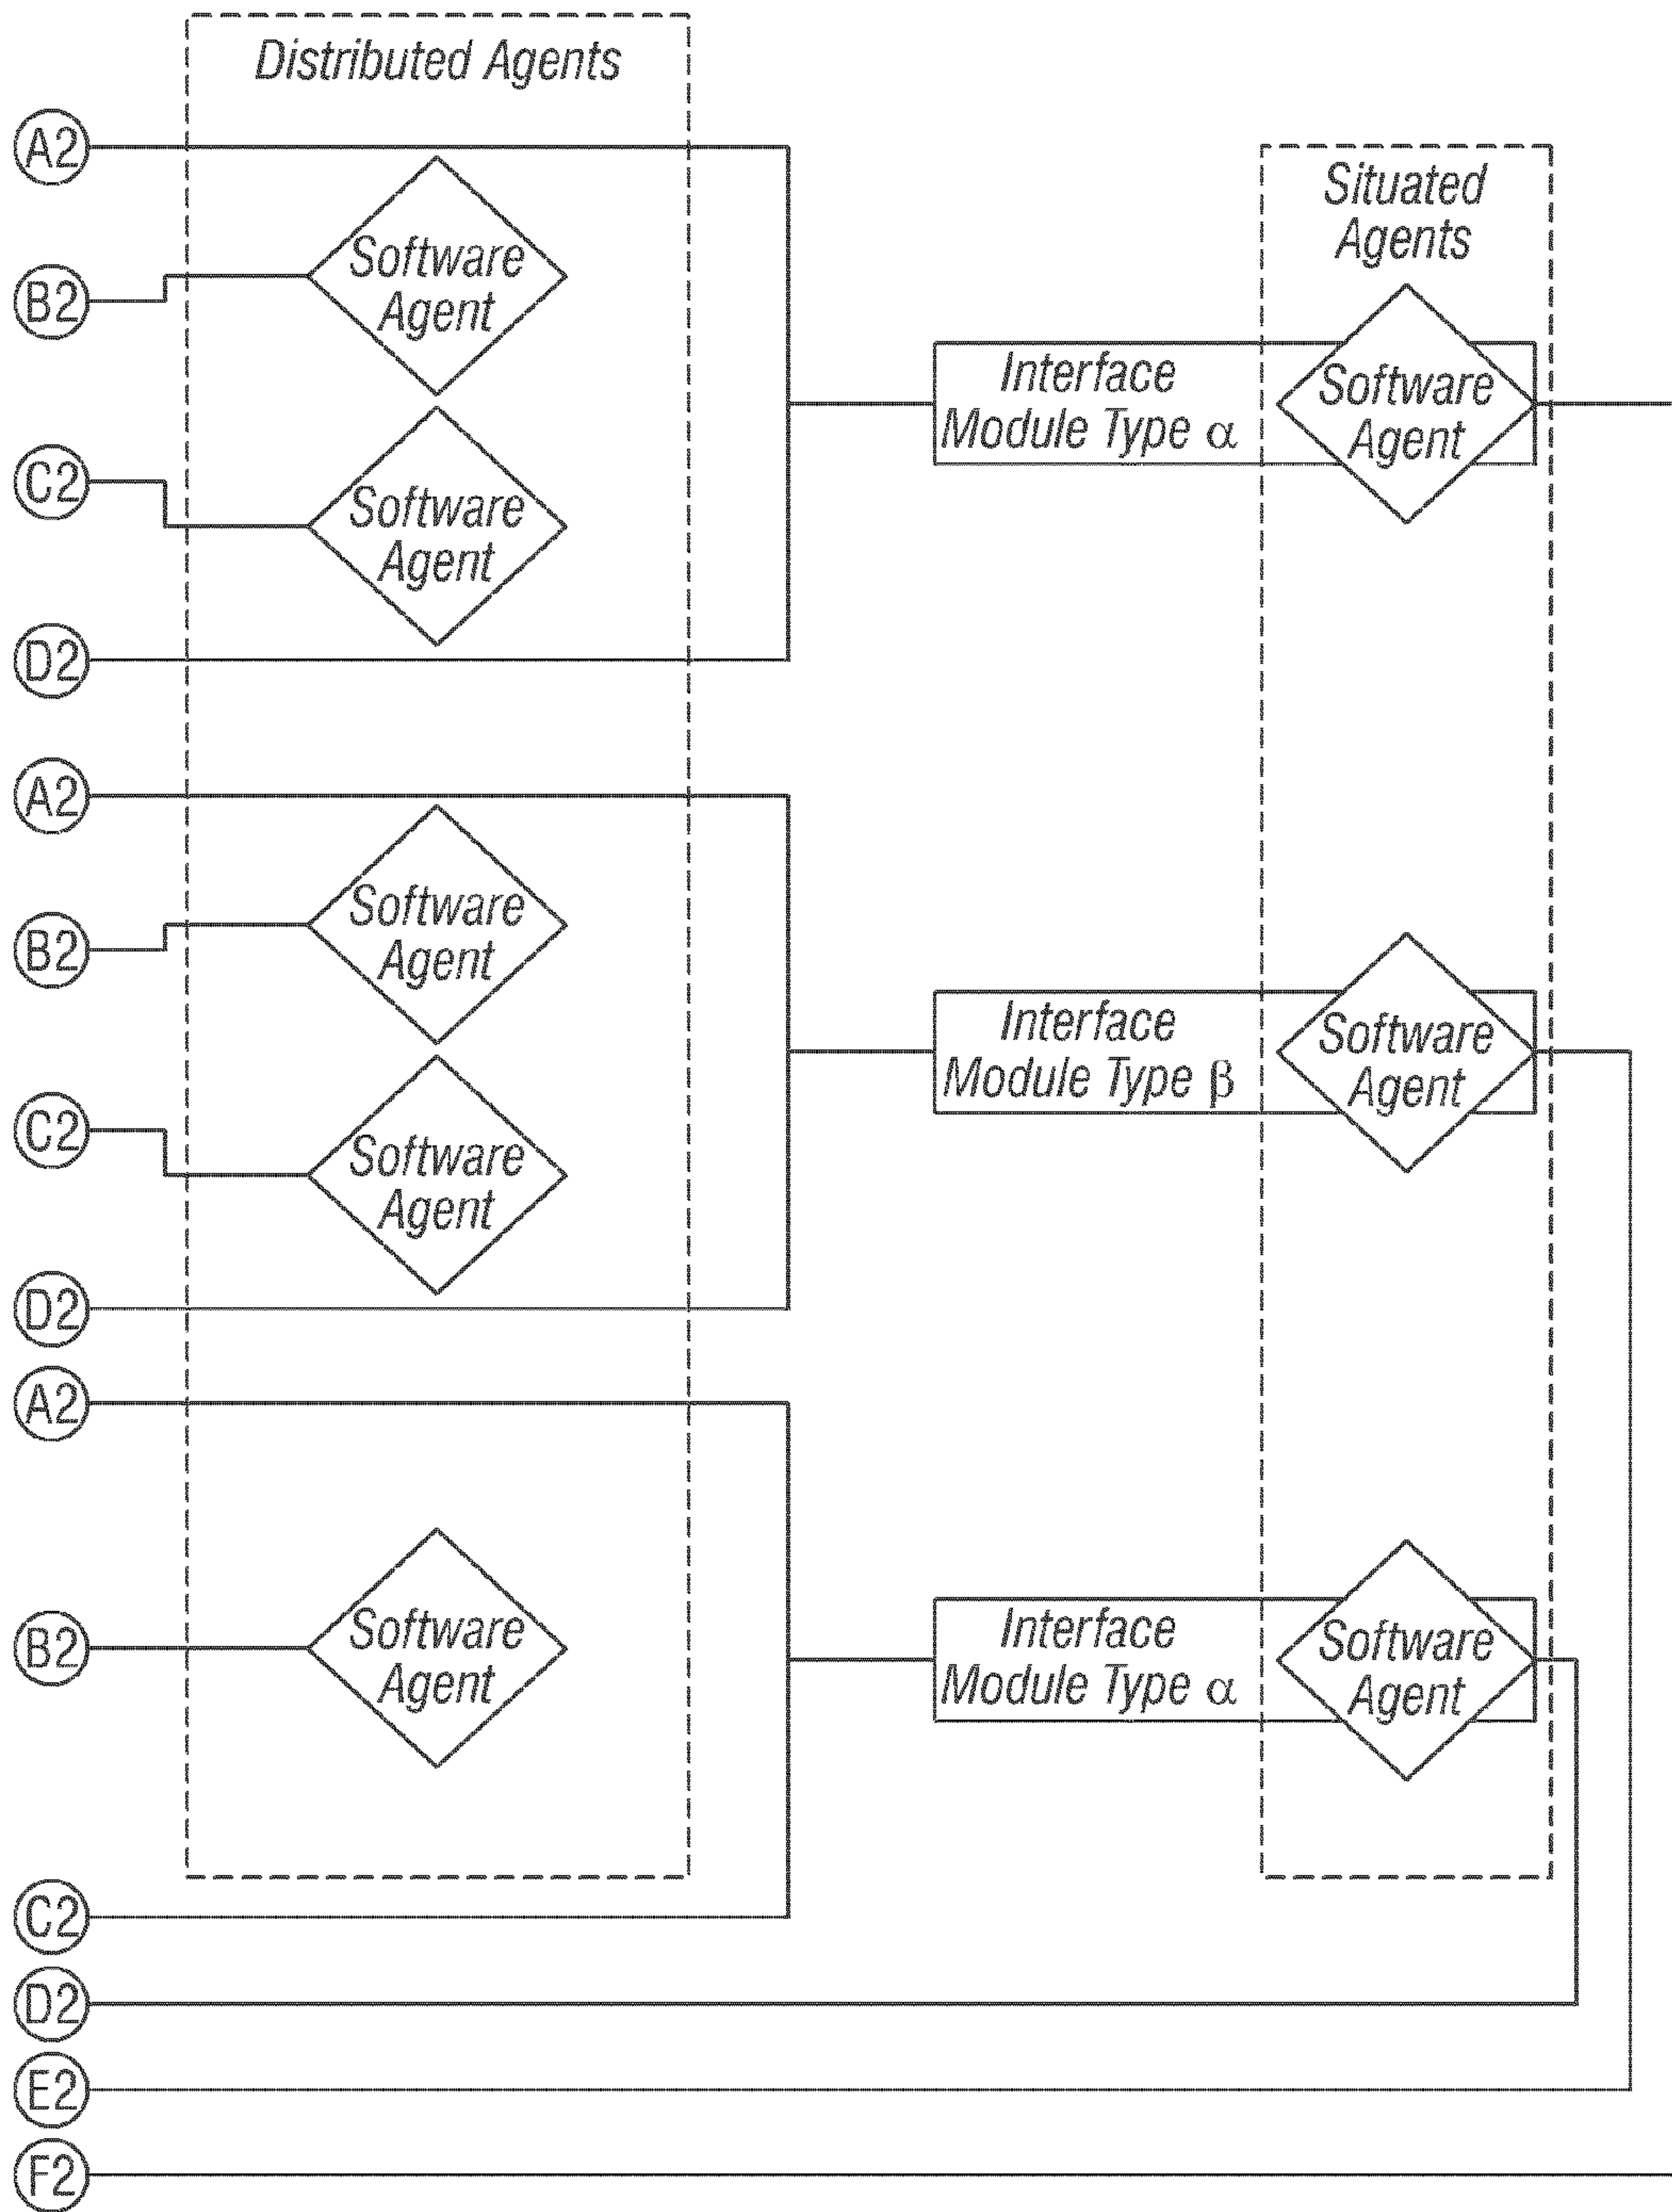 Distributed Agents
A2
Situated
Agents
Software
Agent
B2
Interface
Module Type α
Software
Agent
C2
Software
Agent
D2
A2
B2
Software
Agent
Interface
Module Type β
Software
Agent
C2
Software
Agent
D2
A2
B2
Software
Agent
Interface
Module Type α
Software
Agent
C2
D2
E2
F2